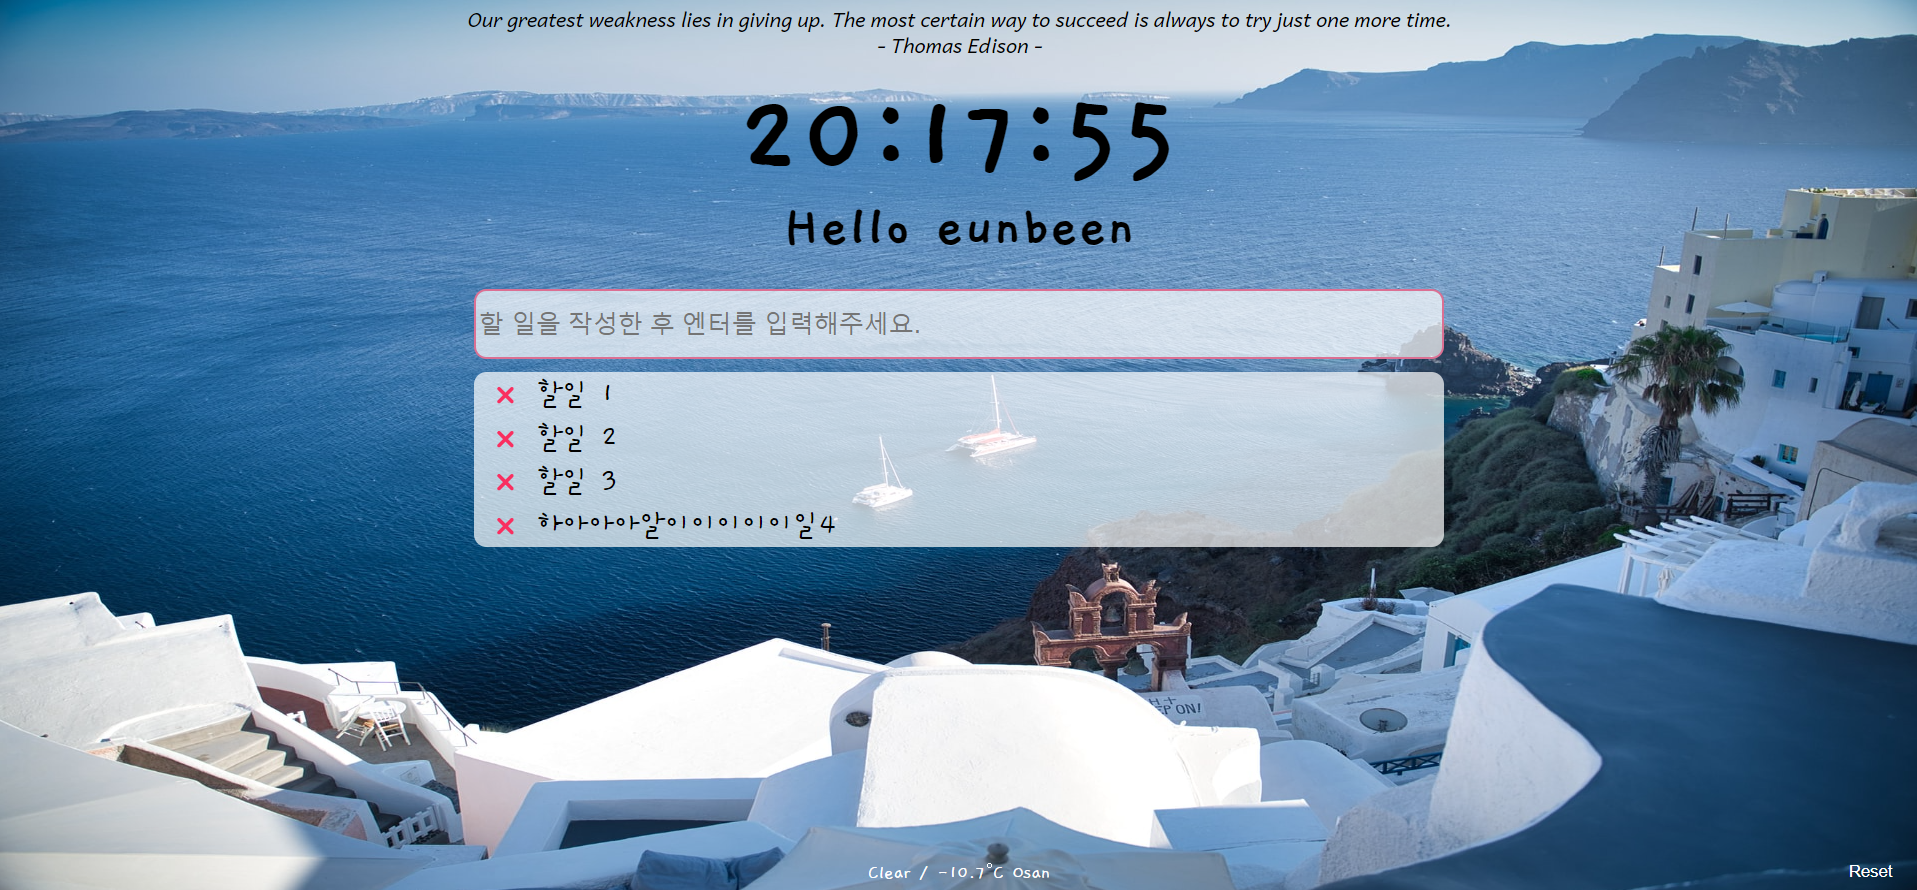 Our greatest weakness lies in giving up. The most certain way to succeed is always to try just one more time.
- Thomas Edison -
20:17:55
Hello eunbeen
할 일을 작성한 후 엔터를 입력해주세요.
할일 1
할일 2
할일 3
하아아아알이이이이이일4
EP ON!
Clear / -10.7°C Osan
Reset